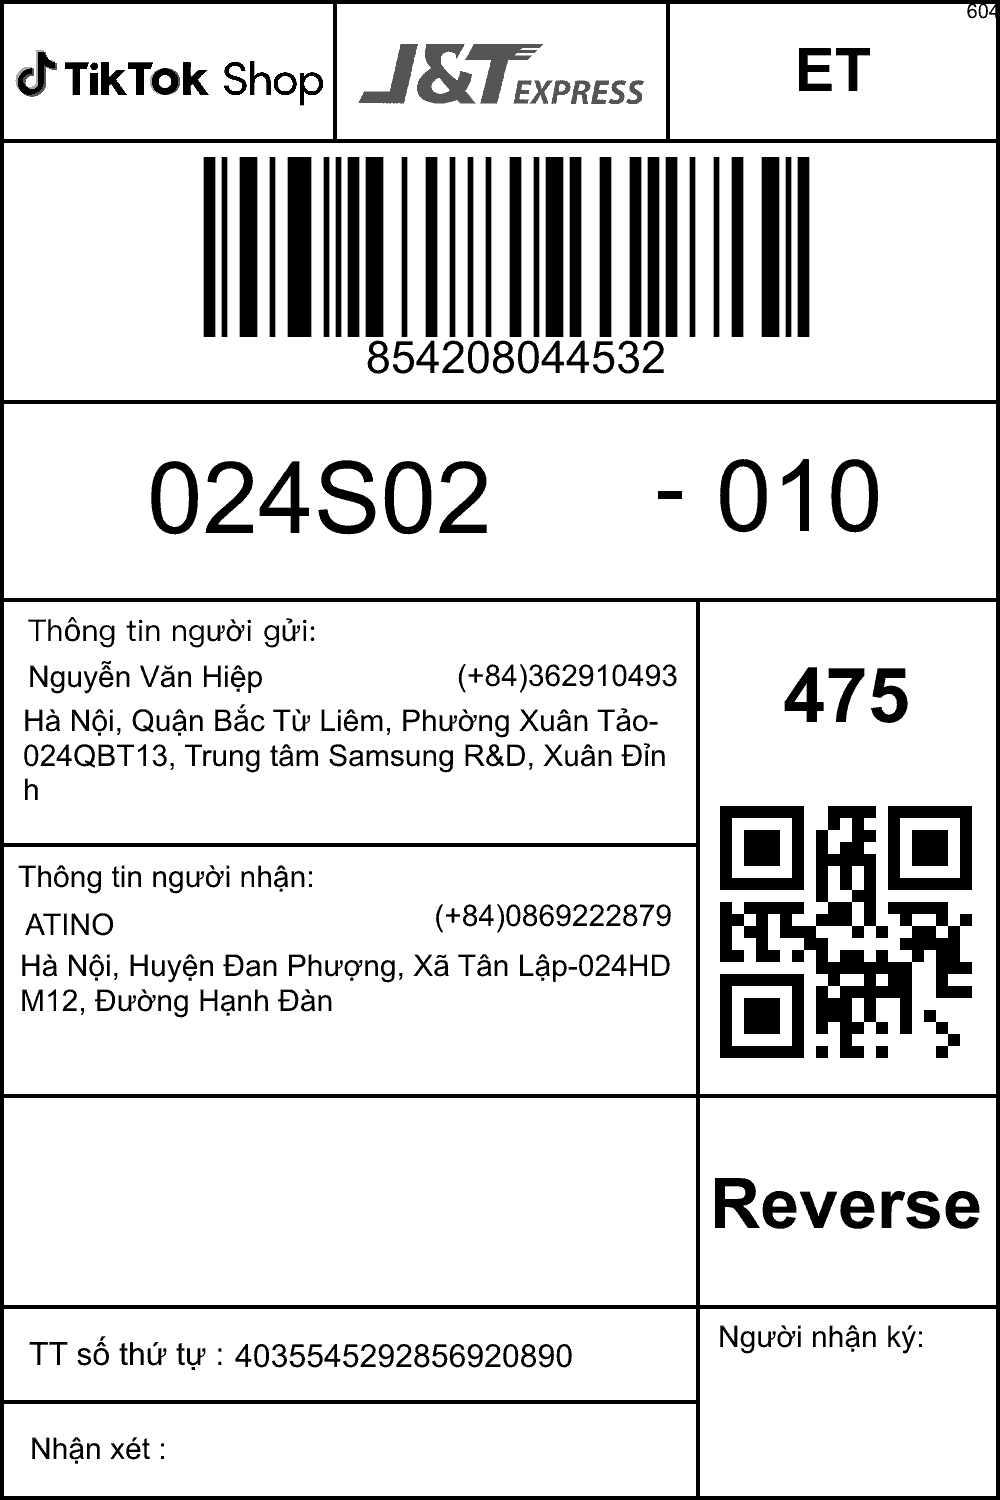 604
TikTok Shop
J&T EXPRESS
ET
854208044532
024S02 - 010
Thông tin người gửi:
Nguyễn Văn Hiệp (+84)362910493
Hà Nội, Quận Bắc Từ Liêm, Phường Xuân Tảo-
024QBT13, Trung tâm Samsung R&D, Xuân Đỉn
h
475
Thông tin người nhận:
ATINO (+84)0869222879
Hà Nội, Huyện Đan Phượng, Xã Tân Lập-024HD
M12, Đường Hạnh Đàn
Reverse
TT số thứ tự : 4035545292856920890
Người nhận ký:
Nhận xét :